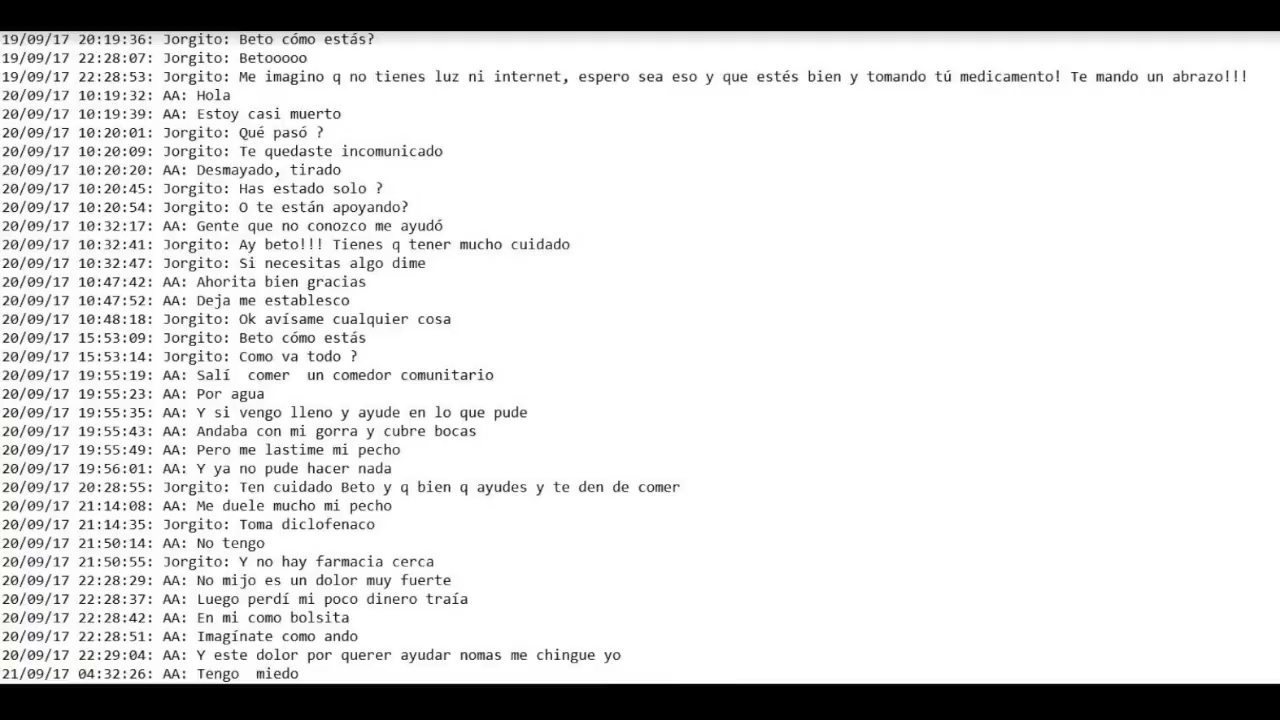 19/09/17 20:19:36: Jorgito: Beto cómo estás?
19/09/17 22:28:07: Jorgito: Betooooo
19/09/17 22:28:53: Jorgito: Me imagino q no tienes luz ni internet, espero sea eso y que estés bien y tomando tú medicamento! Te mando un abrazo!!!
20/09/17 10:19:32: AA: Hola
20/09/17 10:19:39: AA: Estoy casi muerto
20/09/17 10:20:01: Jorgito: Qué pasó ?
20/09/17 10:20:09: Jorgito: Te quedaste incomunicado
20/09/17 10:20:20: AA: Desmayado, tirado
20/09/17 10:20:45: Jorgito: Has estado solo ?
20/09/17 10:20:54: Jorgito: O te están apoyando?
20/09/17 10:32:17: AA: Gente que no conozco me ayudó
20/09/17 10:32:41: Jorgito: Ay beto!!! Tienes q tener mucho cuidado
20/09/17 10:32:47: Jorgito: Si necesitas algo dime
20/09/17 10:47:42: AA: Ahorita bien gracias
20/09/17 10:47:52: AA: Deja me establesco
20/09/17 10:48:18: Jorgito: Ok avísame cualquier cosa
20/09/17 15:53:09: Jorgito: Beto cómo estás
20/09/17 15:53:14: Jorgito: Como va todo ?
20/09/17 19:55:19: AA: Salí  comer  un comedor comunitario
20/09/17 19:55:23: AA: Por agua
20/09/17 19:55:35: AA: Y si vengo lleno y ayude en lo que pude
20/09/17 19:55:43: AA: Andaba con mi gorra y cubre bocas
20/09/17 19:55:49: AA: Pero me lastime mi pecho
20/09/17 19:56:01: AA: Y ya no pude hacer nada
20/09/17 20:28:55: Jorgito: Ten cuidado Beto y q bien q ayudes y te den de comer
20/09/17 21:14:08: AA: Me duele mucho mi pecho
20/09/17 21:14:35: Jorgito: Toma diclofenaco
20/09/17 21:50:14: AA: No tengo
20/09/17 21:50:55: Jorgito: Y no hay farmacia cerca
20/09/17 22:28:29: AA: No mijo es un dolor muy fuerte
20/09/17 22:28:37: AA: Luego perdí mi poco dinero traía
20/09/17 22:28:42: AA: En mi como bolsita
20/09/17 22:28:51: AA: Imagínate como ando
20/09/17 22:29:04: AA: Y este dolor por querer ayudar nomas me chingue yo
21/09/17 04:32:26: AA: Tengo  miedo